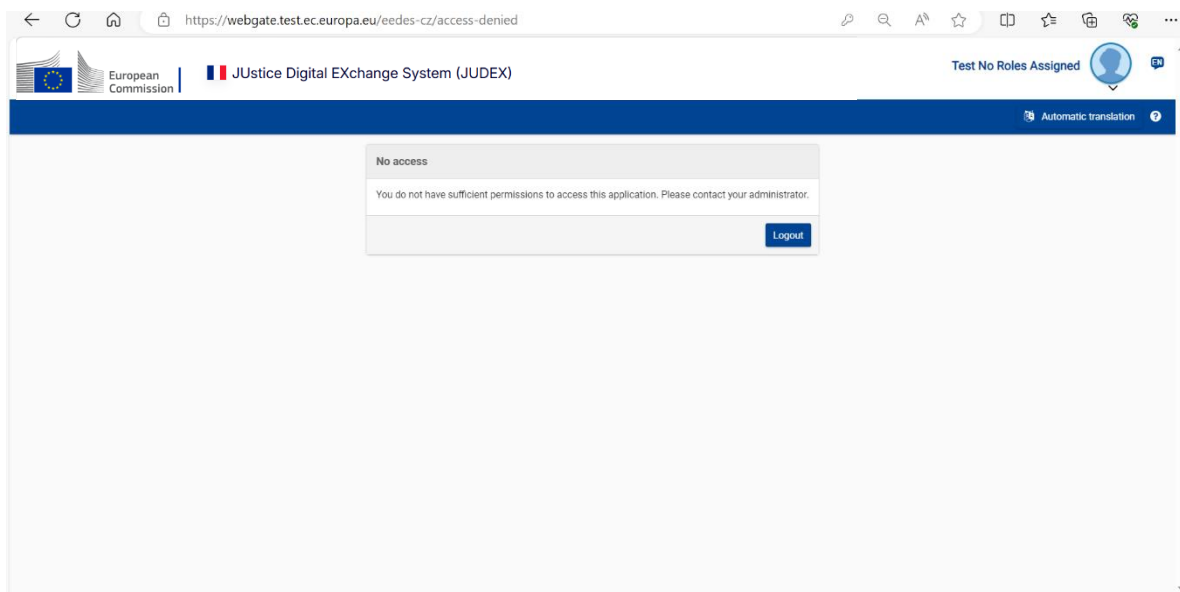 https://webgate.test.ec.europa.eu/eedes-cz/access-denied
European
Commission
JUstice Digital EXchange System (JUDEX)
Test No Roles Assigned
EN
Automatic translation
No access
You do not have sufficient permissions to access this application. Please contact your administrator.
Logout